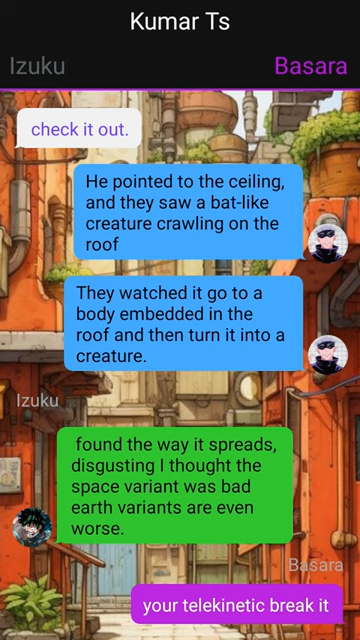 Kumar Ts
Izuku
Basara
check it out.
He pointed to the ceiling,
and they saw a bat-like
creature crawling on the
roof
They watched it go to a
body embedded in the
roof and then turn it into a
creature.
Izuku
found the way it spreads,
disgusting I thought the
space variant was bad
earth variants are even
worse.
Basara
your telekinetic break it